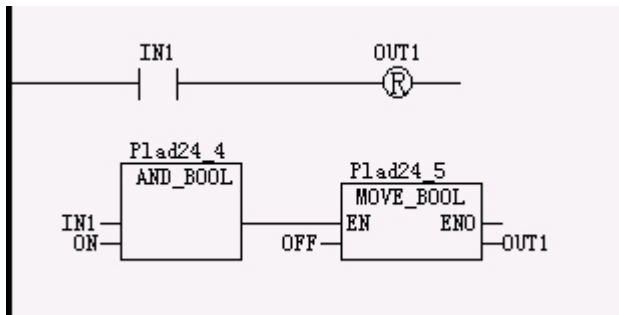 IN1 OUT1
R
Plad24_4
AND_BOOL
Plad24_5
MOVE_BOOL
IN1
EN ENO
ON
OFF
OUT1